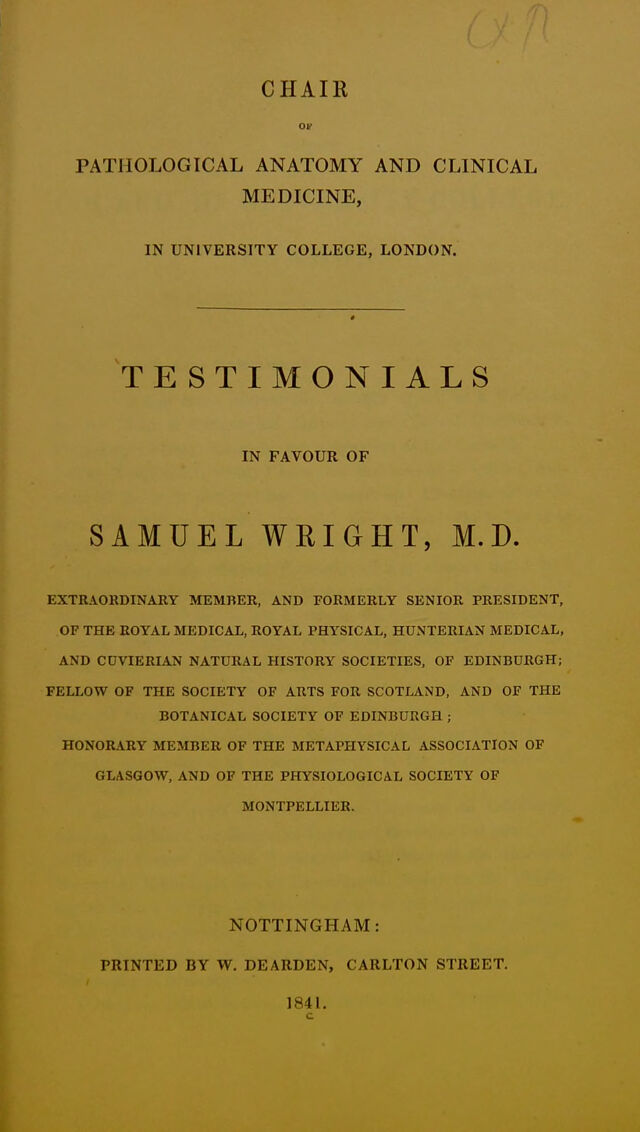 CHAIR
OF
PATHOLOGICAL ANATOMY AND CLINICAL
MEDICINE,
IN UNIVERSITY COLLEGE, LONDON.
TESTIMONIALS
IN FAVOUR OF
SAMUEL WRIGHT, M.D.
EXTRAORDINARY MEMBER, AND FORMERLY SENIOR PRESIDENT,
OF THE ROYAL MEDICAL, ROYAL PHYSICAL, HUNTERIAN MEDICAL,
AND CUVIERIAN NATURAL HISTORY SOCIETIES, OF EDINBURGH;
FELLOW OF THE SOCIETY OF ARTS FOR SCOTLAND, AND OF THE
BOTANICAL SOCIETY OF EDINBURGH;
HONORARY MEMBER OF THE METAPHYSICAL ASSOCIATION OF
GLASGOW, AND OF THE PHYSIOLOGICAL SOCIETY OF
MONTPELLIER.
NOTTINGHAM:
PRINTED BY W. DEARDEN, CARLTON STREET.
1841.
C